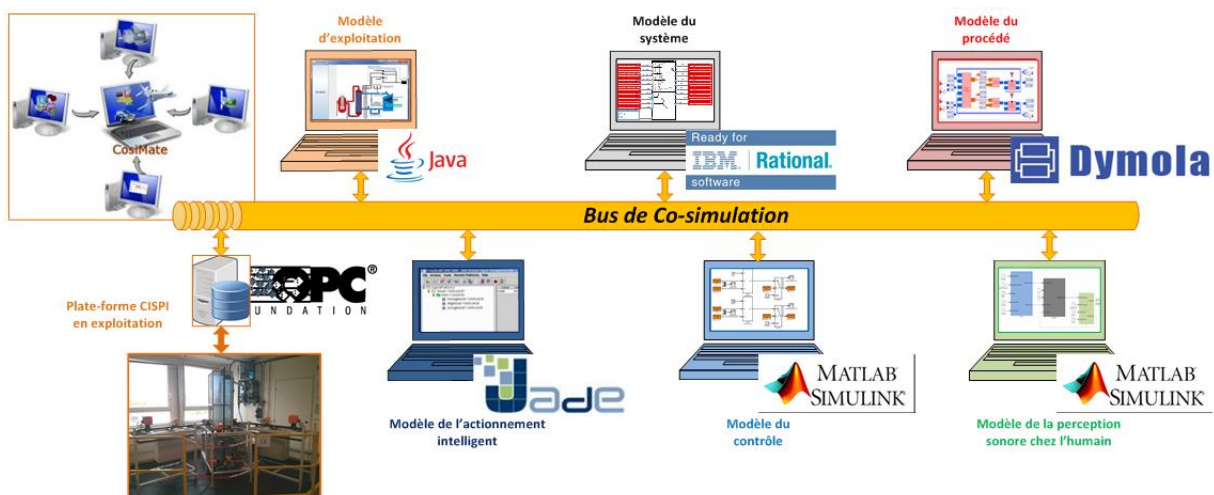 CosiMate
Modèle
d'exploitation
Java
Modèle du
système
Ready for
IBM Rational
software
Modèle du
procédé
Dymola
Bus de Co-simulation
Plate-forme CISPI
en exploitation
OPC®
UNDATION
Jade
Modèle de l'actionnement
intelligent
MATLAB
SIMULINK
Modèle du
contrôle
MATLAB
SIMULINK
Modèle de la perception
sonore chez l'humain